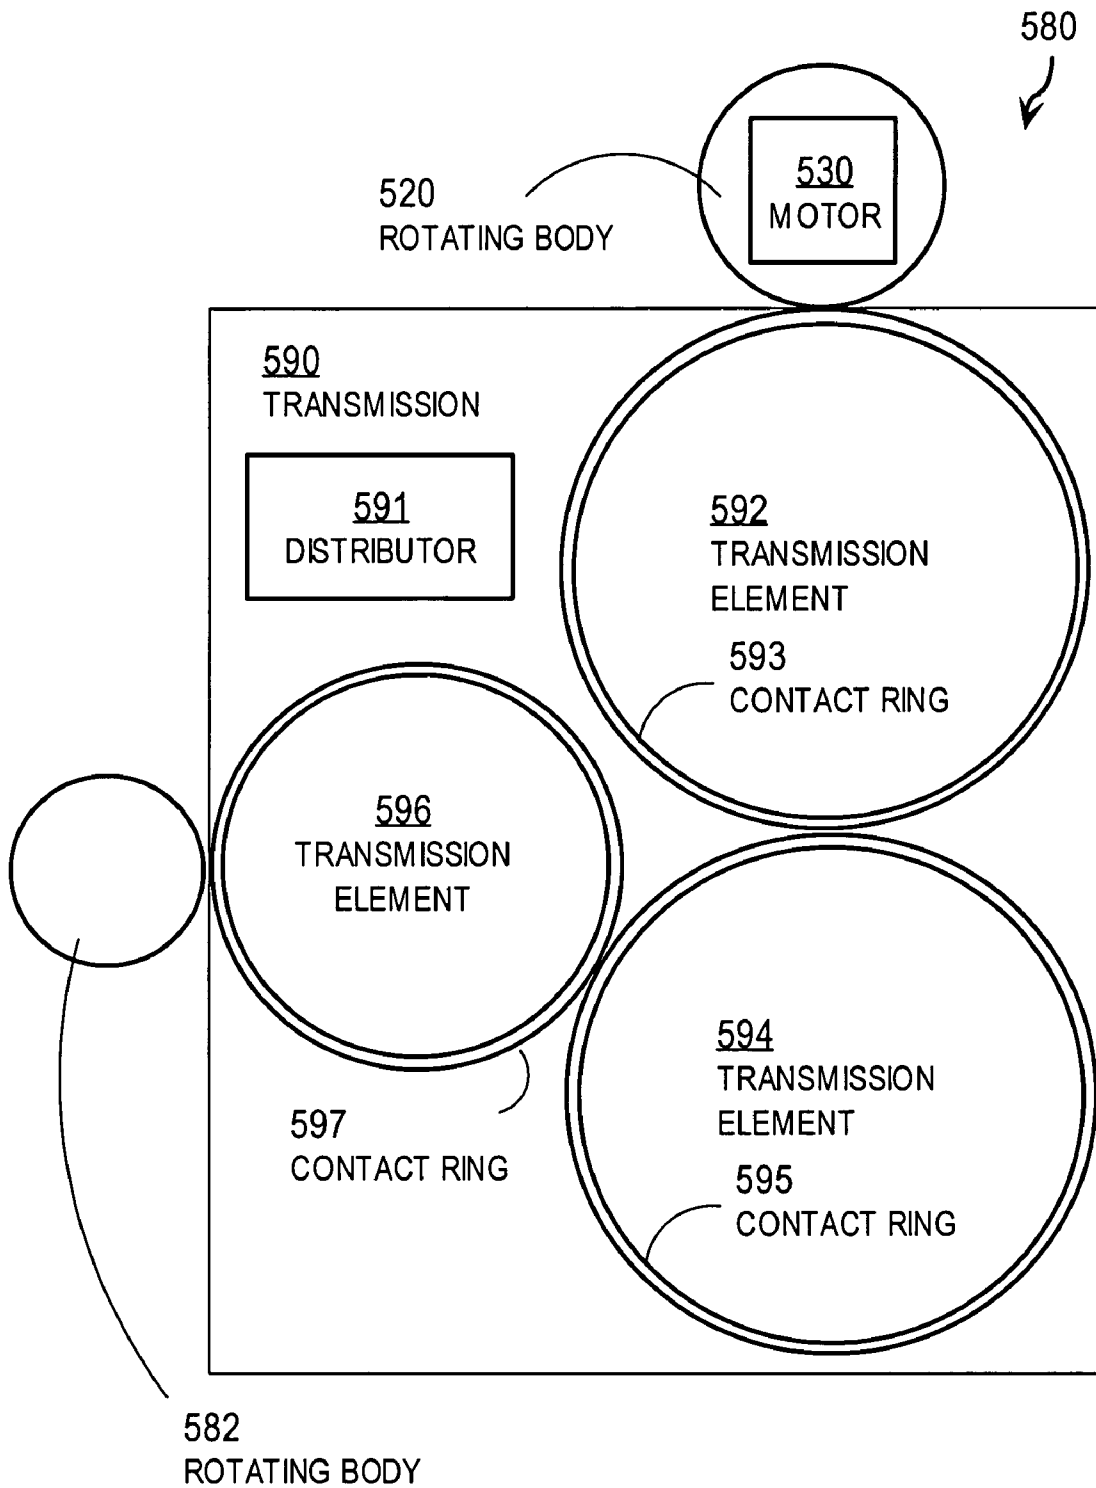 580
530
MOTOR
520
ROTATING BODY
590
TRANSMISSION
591
DISTRIBUTOR
592
TRANSMISSION
ELEMENT
593
CONTACT RING
596
TRANSMISSION
ELEMENT
594
TRANSMISSION
ELEMENT
597
CONTACT RING
595
CONTACT RING
582
ROTATING BODY